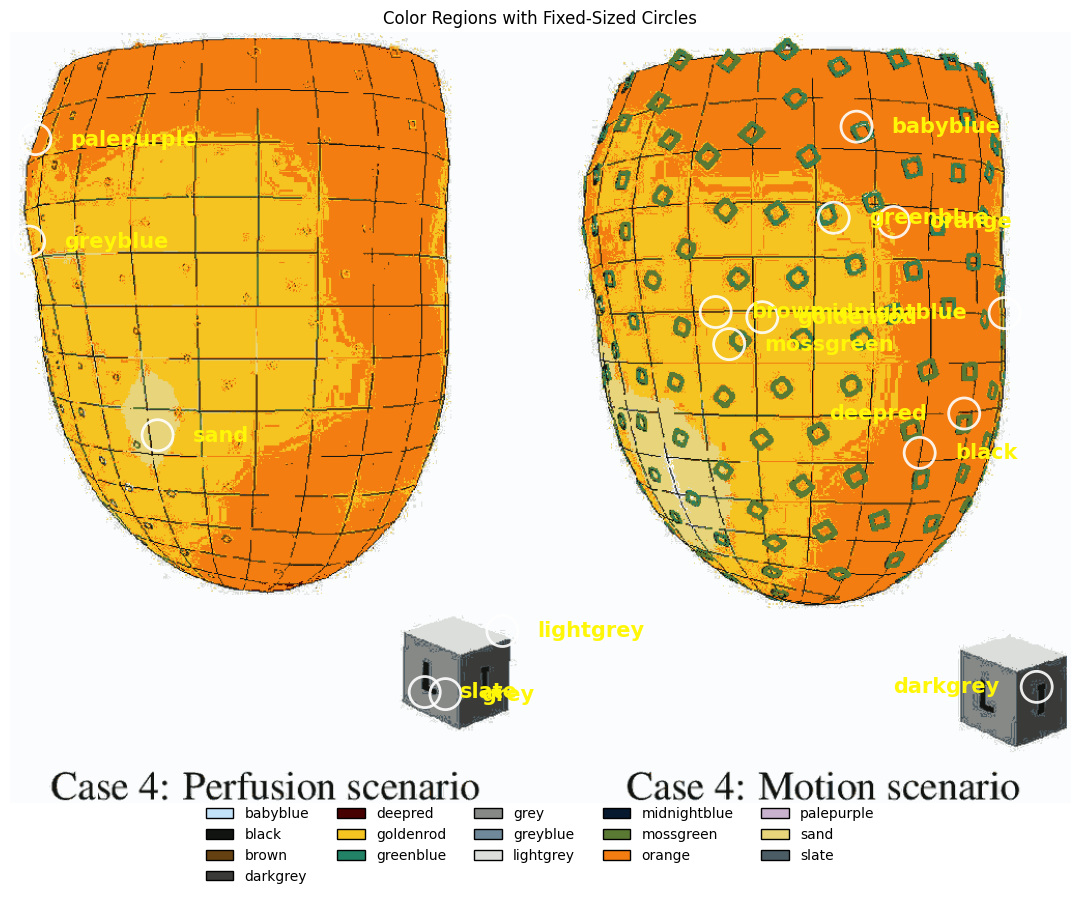 Color Regions with Fixed-Sized Circles
palepurple
babyblue
greyblue
greenblue
orange
brown
midnightblue
goldenrod
mossgreen
sand
deepred
black
lightgrey
slate
grey
darkgrey
L
I
L
I
Case 4: Perfusion scenario
Case 4: Motion scenario
babyblue deepred grey midnightblue palepurple
black goldenrod greyblue mossgreen sand
brown greenblue lightgrey orange slate
darkgrey